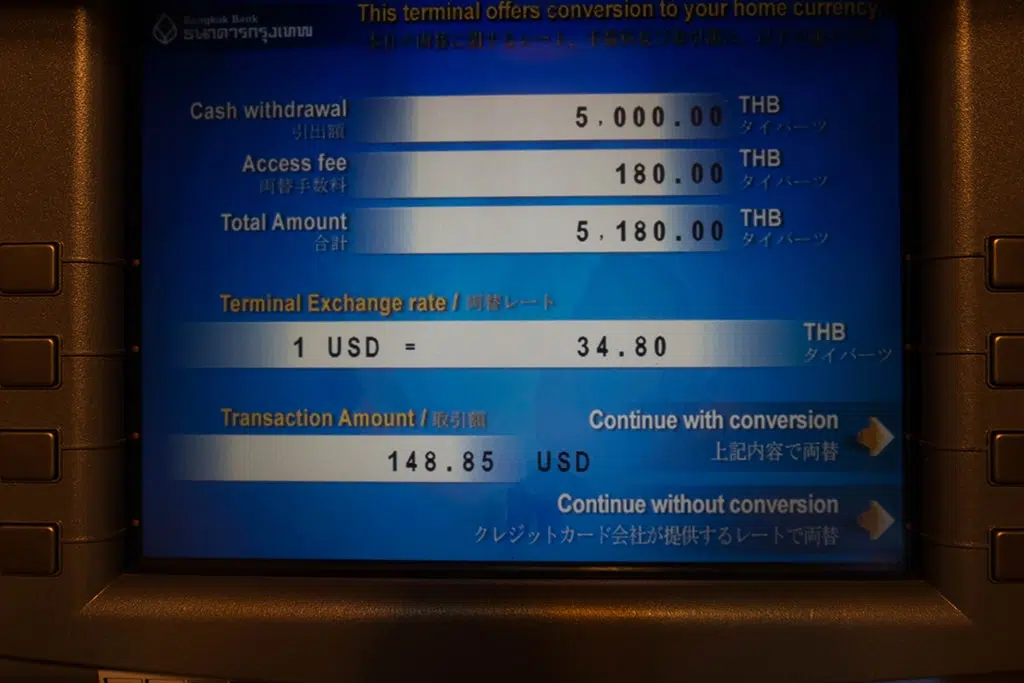 Bangkok Bank
ธนาคารกรุงเทพ
This terminal offers conversion to your home currency.
Cash withdrawal 5,000.00 THB
引出額 タイバーツ
Access fee 180.00 THB
両替手数料 タイバーツ
Total Amount 5,180.00 THB
合計 タイバーツ
Terminal Exchange rate / 両替レート
1 USD = 34.80 THB
タイバーツ
Transaction Amount / 取引額
148.85 USD
Continue with conversion
上記内容で両替
Continue without conversion
クレジットカード会社が提供するレートで両替